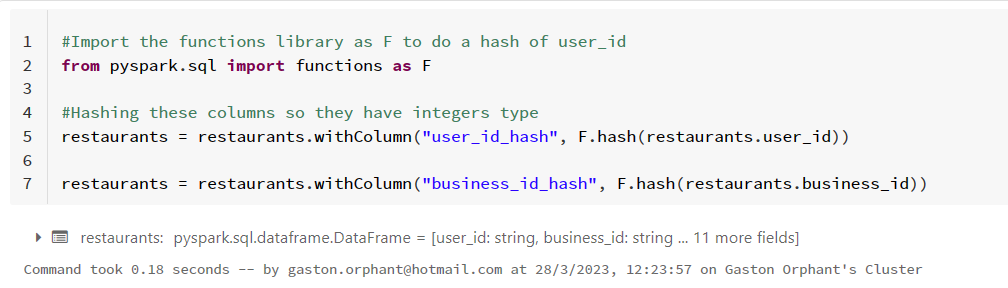 1 #Import the functions library as F to do a hash of user_id
2 from pyspark.sql import functions as F
3
4 #Hashing these columns so they have integers type
5 restaurants = restaurants.withColumn("user_id_hash", F.hash(restaurants.user_id))
6
7 restaurants = restaurants.withColumn("business_id_hash", F.hash(restaurants.business_id))
restaurants: pyspark.sql.dataframe.DataFrame = [user_id: string, business_id: string ... 11 more fields]
Command took 0.18 seconds -- by gaston.orphant@hotmail.com at 28/3/2023, 12:23:57 on Gaston Orphant's Cluster